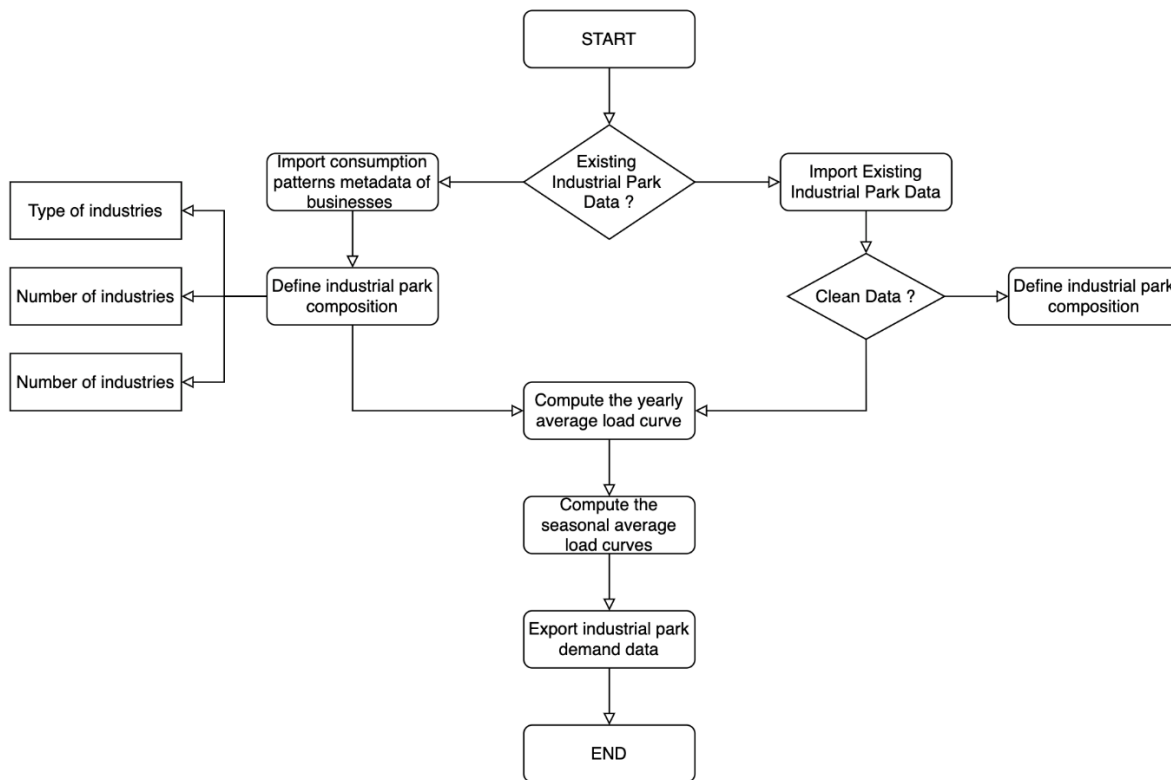 START
Existing
Industrial Park
Data ?
Import consumption
patterns metadata of
businesses
Import Existing
Industrial Park Data
Type of industries
Number of industries
Number of industries
Define industrial park
composition
Clean Data ?
Define industrial park
composition
Compute the yearly
average load curve
Compute the
seasonal average
load curves
Export industrial park
demand data
END